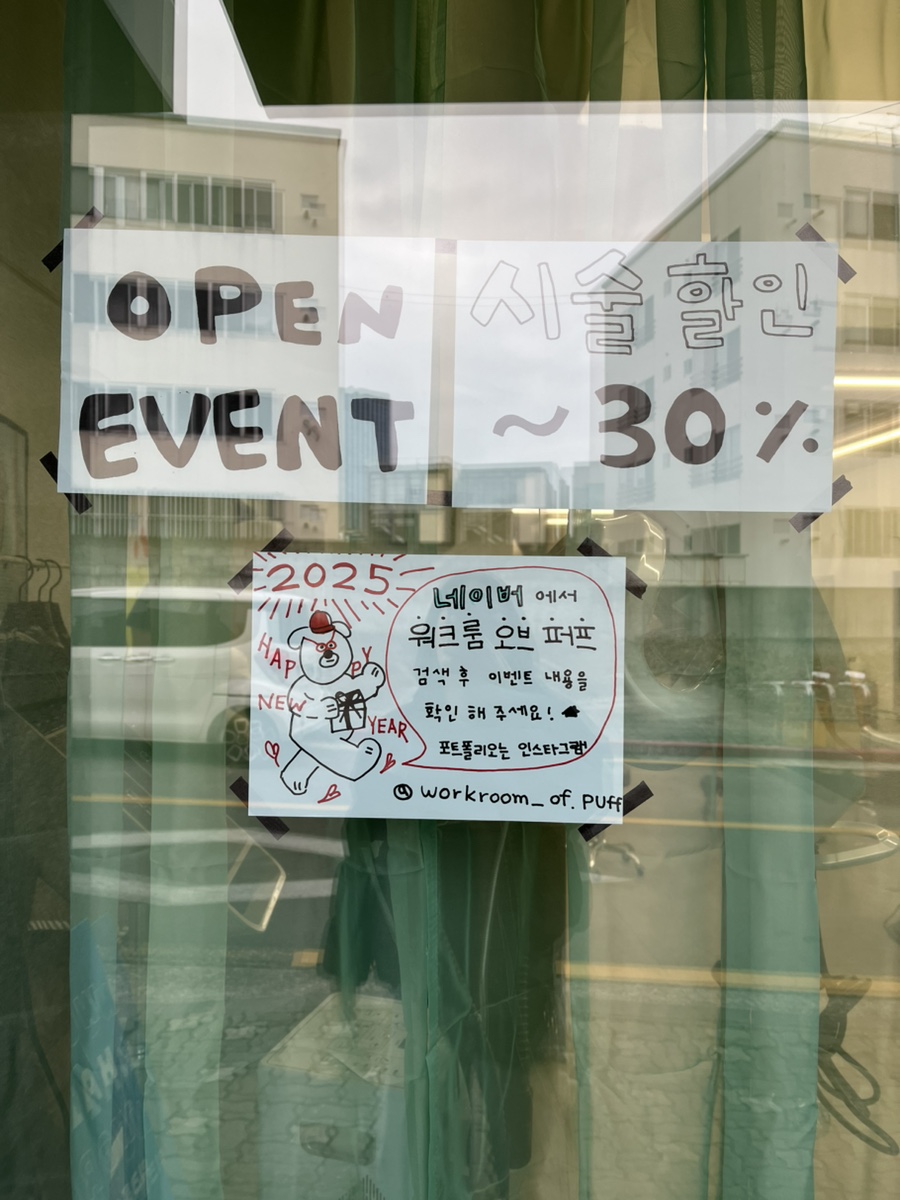 OPEN
EVENT
시술 할인
~30%
2025
HAPPY
NEW YEAR
네이버 에서
워크룸 오브 퍼프
검색 후 이벤트 내용을
확인 해 주세요!
포트폴리오는 인스타그램
@workroom_of.puff